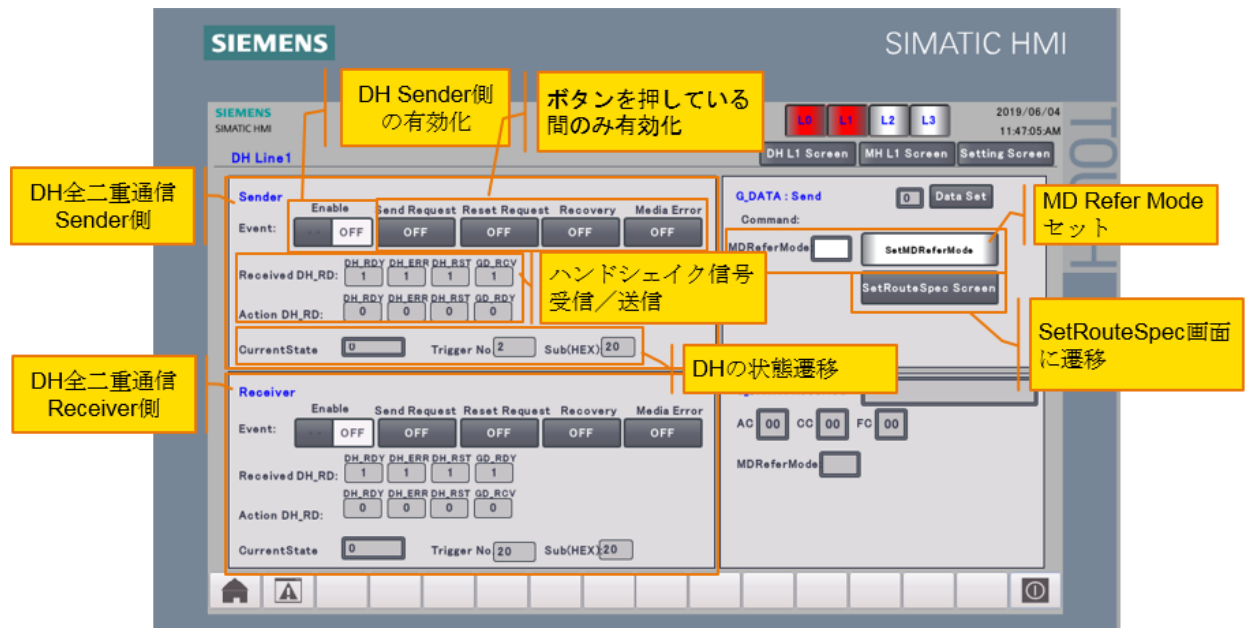 SIEMENS
SIMATIC HMI
TOUCH
DH Sender側
の有効化
ボタンを押している
間のみ有効化
SIEMENS
SIMATIC HMI
L0 L1 L2 L3
2019/06/04
11:47:05:AM
DH Line1
DH L1 Screen MH L1 Screen Setting Screen
DH全二重通信
Sender側
Sender
Enable Send Request Reset Request Recovery Media Error
Event: OFF OFF OFF OFF OFF
DH_RDY DH_ERR DH_RST GD_RCV
Received DH_RD: 1 1 1 1
DH_RDY DH_ERR DH_RST GD_RDY
Action DH_RD: 0 0 0 0
CurrentState 0 Trigger No 2 Sub(HEX) 20
ハンドシェイク信号
受信／送信
DHの状態遷移
G_DATA : Send 0 Data Set
Command:
MDReferMode SetMDReferMode
SetRouteSpec Screen
MD Refer Mode
セット
SetRouteSpec画面
に遷移
DH全二重通信
Receiver側
Receiver
Enable Send Request Reset Request Recovery Media Error
Event: OFF OFF OFF OFF OFF
DH_RDY DH_ERR DH_RST GD_RDY
Received DH_RD: 1 1 1 1
DH_RDY DH_ERR DH_RST GD_RCV
Action DH_RD: 0 0 0 0
CurrentState 0 Trigger No 20 Sub(HEX) 20
AC 00 CC 00 FC 00
MDReferMode